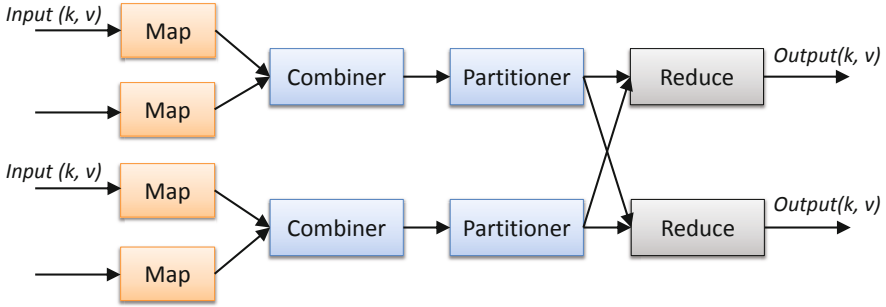 Input (k, v)
Map
Map
Combiner
Partitioner
Reduce
Output(k, v)
Input (k, v)
Map
Map
Combiner
Partitioner
Reduce
Output(k, v)